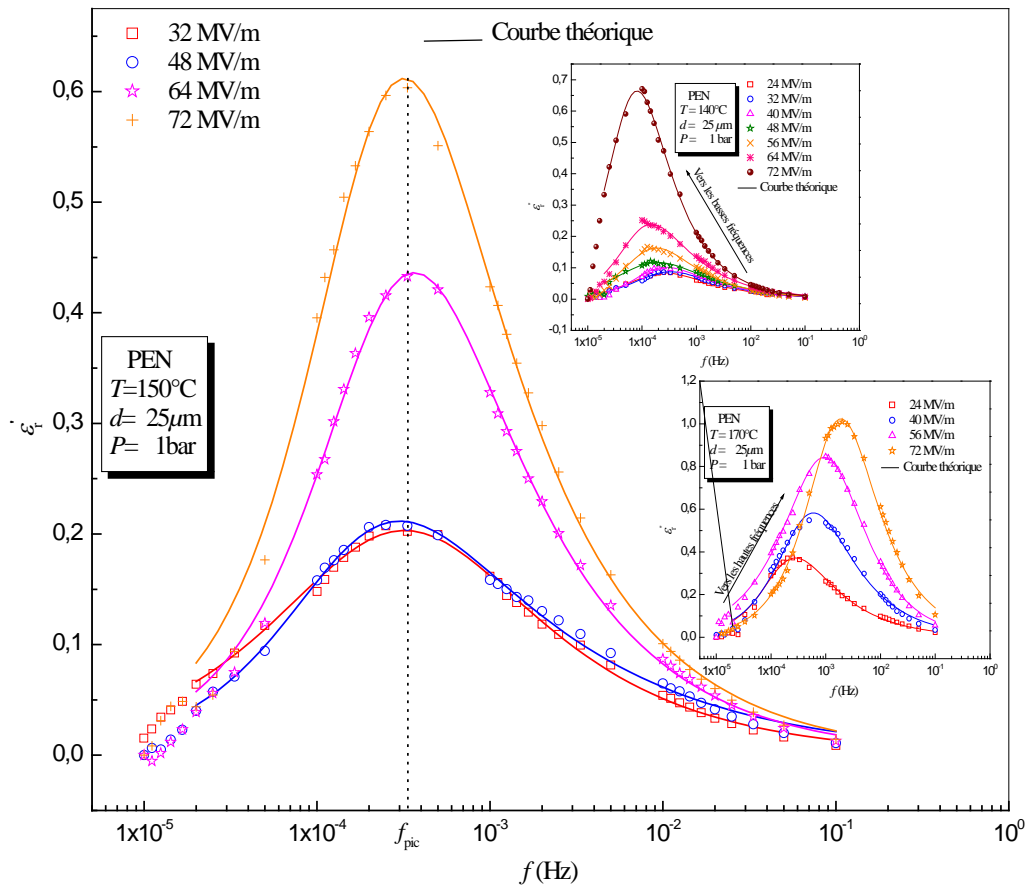 32 MV/m
48 MV/m
64 MV/m
72 MV/m
Courbe théorique
PEN
T=150°C
d= 25µm
P= 1bar
ε'r
0,6
0,5
0,4
0,3
0,2
0,1
0,0
1x10-5
1x10-4
fpic
10-3
10-2
10-1
100
f(Hz)
PEN
T=140°C
d= 25 µm
P= 1 bar
24 MV/m
32 MV/m
40 MV/m
48 MV/m
56 MV/m
64 MV/m
72 MV/m
Courbe théorique
Vers les basses fréquences
ε'r
0,7
0,6
0,5
0,4
0,3
0,2
0,1
0,0
-0,1
1x10-5
1x10-4
10-3
10-2
10-1
100
f(Hz)
PEN
T=170°C
d= 25µm
P= 1 bar
24 MV/m
40 MV/m
56 MV/m
72 MV/m
Courbe théorique
Vers les hautes fréquences
ε'r
1,2
1,0
0,8
0,6
0,4
0,2
0,0
1x10-5
1x10-4
10-3
10-2
10-1
100
f(Hz)